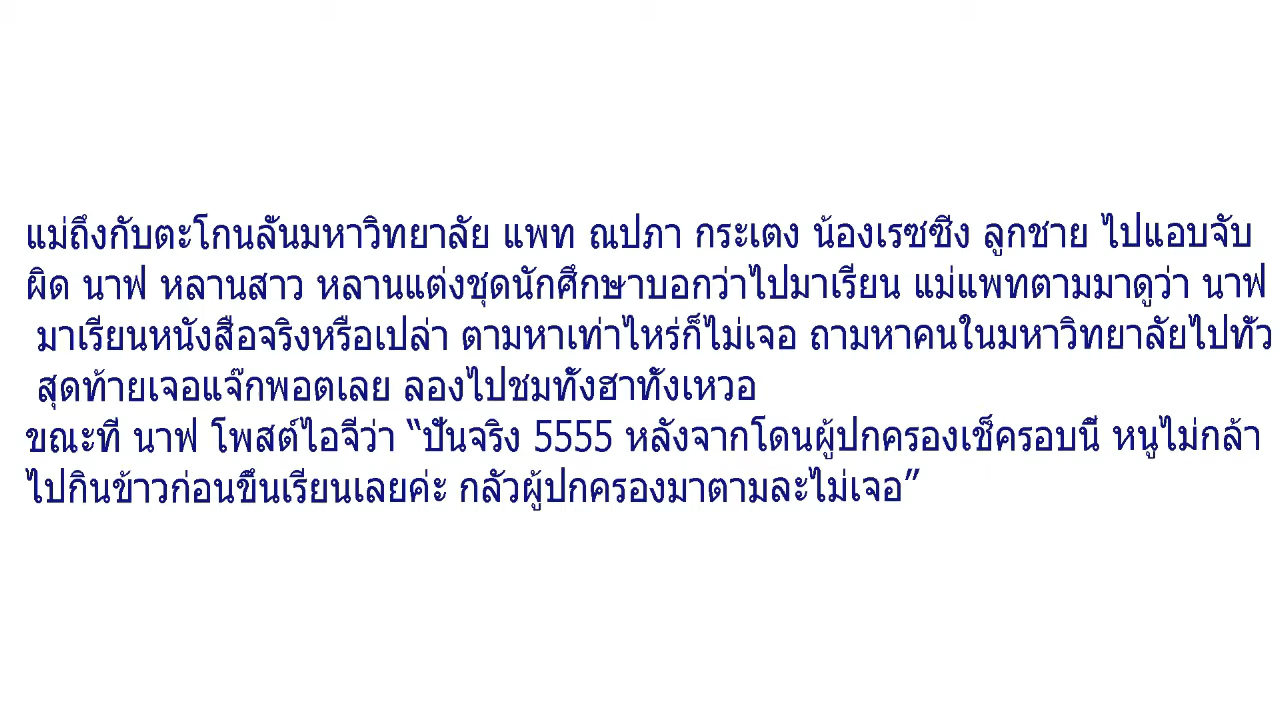 แม่ถึงกับตะโกนลั่นมหาวิทยาลัย แพท ณปภา กระเตง น้องเรซซิ่ง ลูกชาย ไปแอบจับ
ผิด นาฟ หลานสาว หลานแต่งชุดนักศึกษาบอกว่าไปมาเรียน แม่แพทตามมาดูว่า นาฟ
มาเรียนหนังสือจริงหรือเปล่า ตามหาเท่าไหร่ก็ไม่เจอ ถามหาคนในมหาวิทยาลัยไปทั่ว
สุดท้ายเจอแจ๊กพอตเลย ลองไปชมทั้งฮาทั้งเหวอ
ขณะที่ นาฟ โพสต์ไอจีว่า “ปั่นจริง 5555 หลังจากโดนผู้ปกครองเช็ครอบนี้ หนูไม่กล้า
ไปกินข้าวก่อนขึ้นเรียนเลยค่ะ กลัวผู้ปกครองมาตามละไม่เจอ”